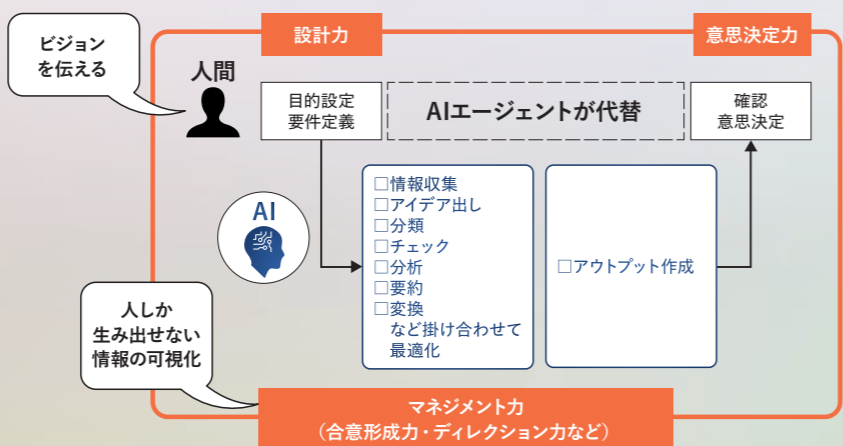 ビジョン
を伝える
設計力
意思決定力
人間
目的設定
要件定義
AIエージェントが代替
確認
意思決定
AI
□情報収集
□アイデア出し
□分類
□チェック
□分析
□要約
□変換
など掛け合わせて
最適化
□アウトプット作成
人しか
生み出せない
情報の可視化
マネジメント力
（合意形成力・ディレクション力など）